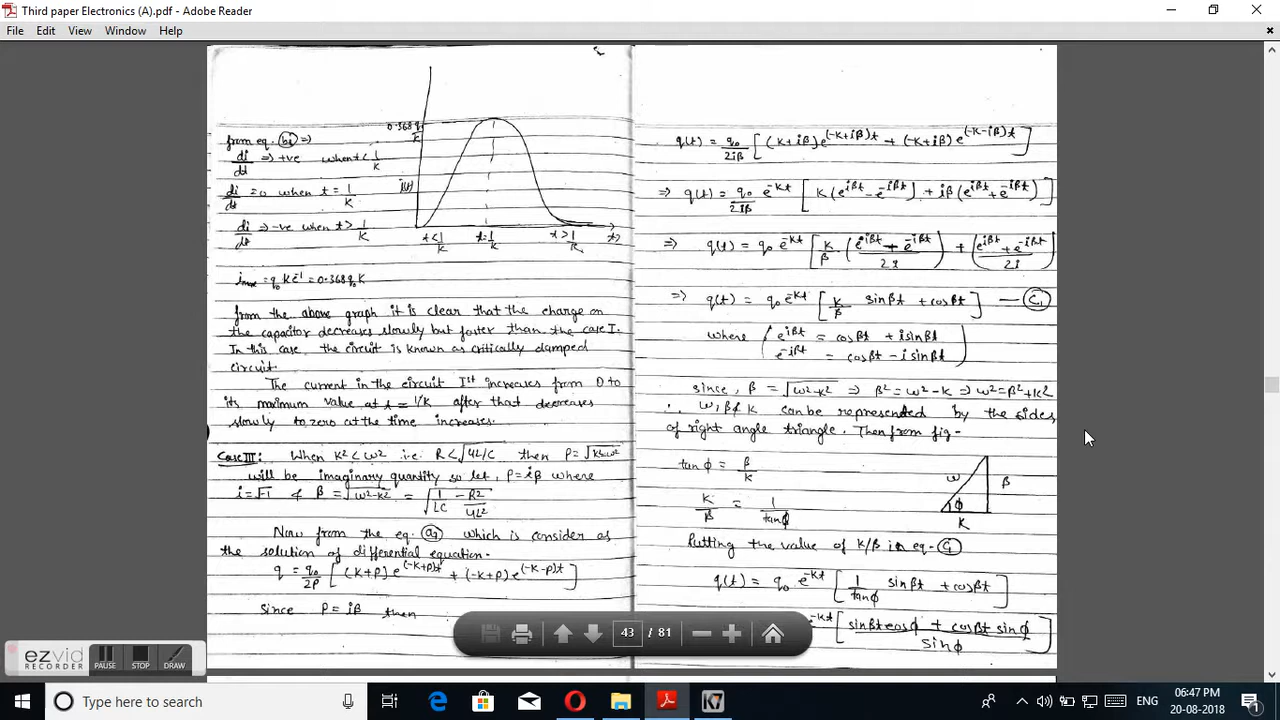 Third paper Electronics (A).pdf - Adobe Reader
File Edit View Window Help
from eq. =>
di/dt => +ve when t < 1/K
di/dt = 0 when t = 1/K
di/dt => -ve when t > 1/K
0.368 q₀K
i(t)
t < 1/K t = 1/K t > 1/K t→
i_max = q₀ K e⁻¹ = 0.368 q₀ K
from the above graph it is clear that the charge on
the capacitor decreases slowly but faster than the case I.
In this case, the circuit is known as critically damped
circuit.
The current in the circuit Ist increases from 0 to
its maximum value at t = 1/K after that decreases
slowly to zero at the time increases.
Case III: When K² < ω² i.e. R < √4L/C then P = √K²-ω²
will be imaginary quantity so let, P = iβ where
i = √-1 & β = √ω²-K² = √1/LC - R²/4L²
Now from the eq. which is consider as
the solution of differential equation.
q = q₀/2P [(K+P) e^(-K+P)t + (-K+P) e^(-K-P)t]
Since P = iβ then
q(t) = q₀/2iβ [(K+iβ) e^(-K+iβ)t + (-K+iβ) e^(-K-iβ)t]
=> q(t) = q₀/2iβ e^-Kt [K(e^iβt - e^-iβt) + iβ(e^iβt + e^-iβt)]
=> q(t) = q₀ e^-Kt [K/β (e^iβt + e^-iβt / 2i) + (e^iβt + e^-iβt / 2i)]
=> q(t) = q₀ e^-Kt [K/β sinβt + cosβt] — C₁
where (e^iβt = cosβt + i sinβt
e^-iβt = cosβt - i sinβt)
since, β = √ω²-K² => β² = ω²-K => ω² = β²+K²
∴ ω, β & K can be represented by the sides
of right angle triangle. Then from fig-
tanϕ = β/K
K/β = 1/tanϕ
ω β ϕ K
Putting the value of K/β in eq- C₁
q(t) = q₀ e^-Kt [1/tanϕ sinβt + cosβt]
e^-Kt [sinβt cosϕ + cosβt sinϕ / sinϕ]
43 / 81
ezvid
RECORDER
PAUSE STOP DRAW
Type here to search
ENG
06:47 PM
20-08-2018
1